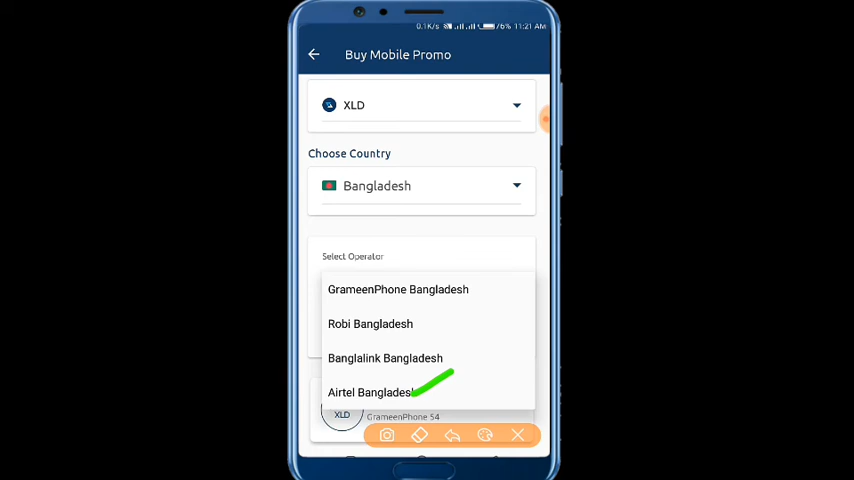 0.1K/s 76% 11:21 AM
Buy Mobile Promo
XLD
Choose Country
Bangladesh
Select Operator
GrameenPhone Bangladesh
Robi Bangladesh
Banglalink Bangladesh
Airtel Bangladesh
XLD
GrameenPhone 54